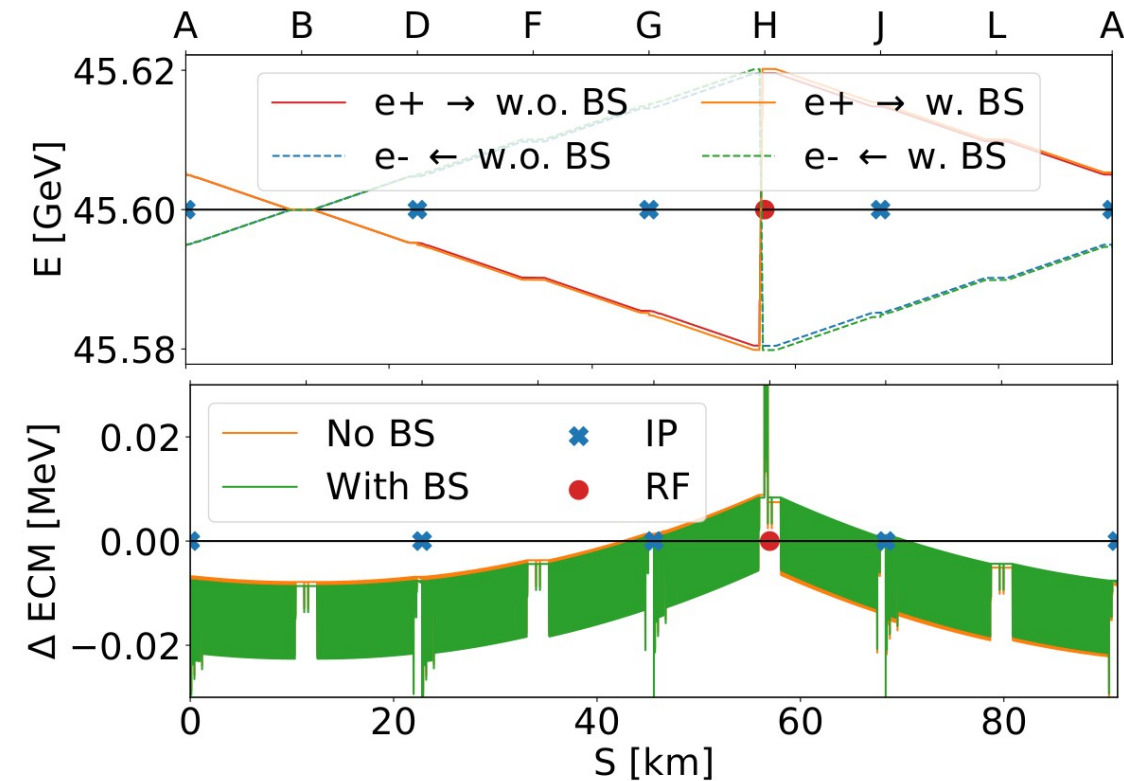 A B D F G H J L A
45.62
45.60
45.58
E [GeV]
e+ → w.o. BS e+ → w. BS
e- ← w.o. BS e- ← w. BS
0.02
0.00
−0.02
Δ ECM [MeV]
No BS IP
With BS RF
0 20 40 60 80
S [km]